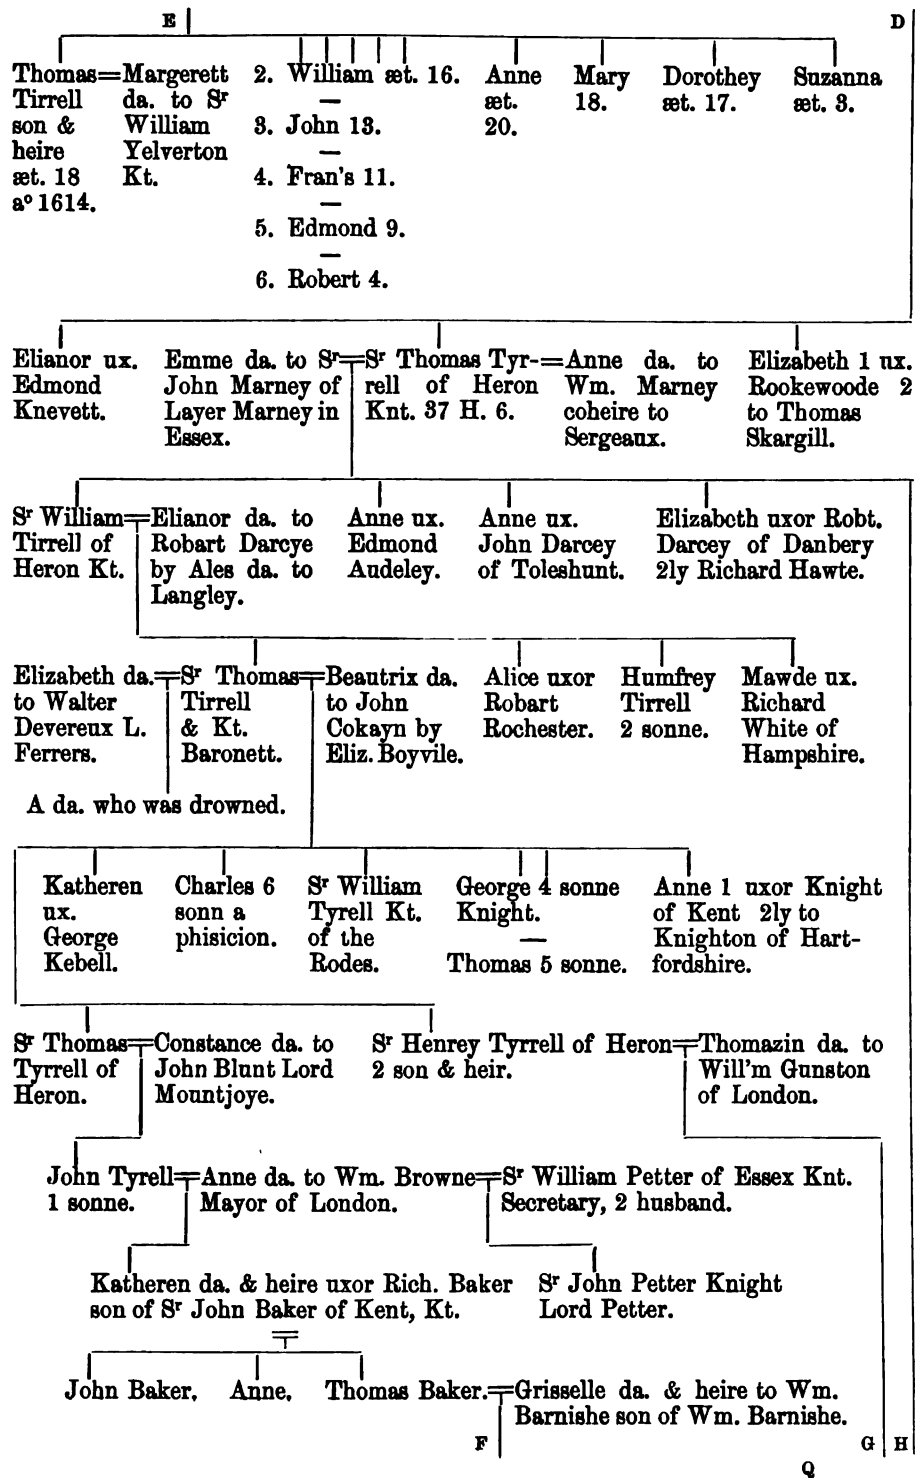 E
D
Thomas=Margerett
Tirrell da. to Sr
son & William
heire Yelverton
æt. 18 Kt.
ao 1614.
2. William æt. 16.
—
3. John 13.
—
4. Fran's 11.
—
5. Edmond 9.
—
6. Robert 4.
Anne
æt.
20.
Mary
18.
Dorothey
æt. 17.
Suzanna
æt. 3.
Elianor ux.
Edmond
Knevett.
Emme da. to Sr
John Marney of
Layer Marney in
Essex.
=Sr Thomas Tyr-
rell of Heron
Knt. 37 H. 6.
=Anne da. to
Wm. Marney
coheire to
Sergeaux.
Elizabeth 1 ux.
Rookewoode 2
to Thomas
Skargill.
Sr William
Tirrell of
Heron Kt.
=Elianor da. to
Robart Darcye
by Ales da. to
Langley.
Anne ux.
Edmond
Audeley.
Anne ux.
John Darcey
of Toleshunt.
Elizabeth uxor Robt.
Darcey of Danbery
2ly Richard Hawte.
Elizabeth da.
to Walter
Devereux L.
Ferrers.
=Sr Thomas
Tirrell
& Kt.
Baronett.
=Beautrix da.
to John
Cokayn by
Eliz. Boyvile.
Alice uxor
Robart
Rochester.
Humfrey
Tirrell
2 sonne.
Mawde ux.
Richard
White of
Hampshire.
A da. who was drowned.
Katheren
ux.
George
Kebell.
Charles 6
sonn a
phisicion.
Sr William
Tyrell Kt.
of the
Rodes.
George 4 sonne
Knight.
—
Thomas 5 sonne.
Anne 1 uxor Knight
of Kent 2ly to
Knighton of Hart-
fordshire.
Sr Thomas
Tyrrell of
Heron.
=Constance da. to
John Blunt Lord
Mountjoye.
Sr Henrey Tyrrell of Heron
2 son & heir.
=Thomazin da. to
Will'm Gunston
of London.
John Tyrell
1 sonne.
=Anne da. to Wm. Browne
Mayor of London.
=Sr William Petter of Essex Knt.
Secretary, 2 husband.
Katheren da. & heire uxor Rich. Baker
son of Sr John Baker of Kent, Kt.
=
Sr John Petter Knight
Lord Petter.
John Baker.
Anne.
Thomas Baker.
=Grisselle da. & heire to Wm.
Barnishe son of Wm. Barnishe.
F
G
H
Q